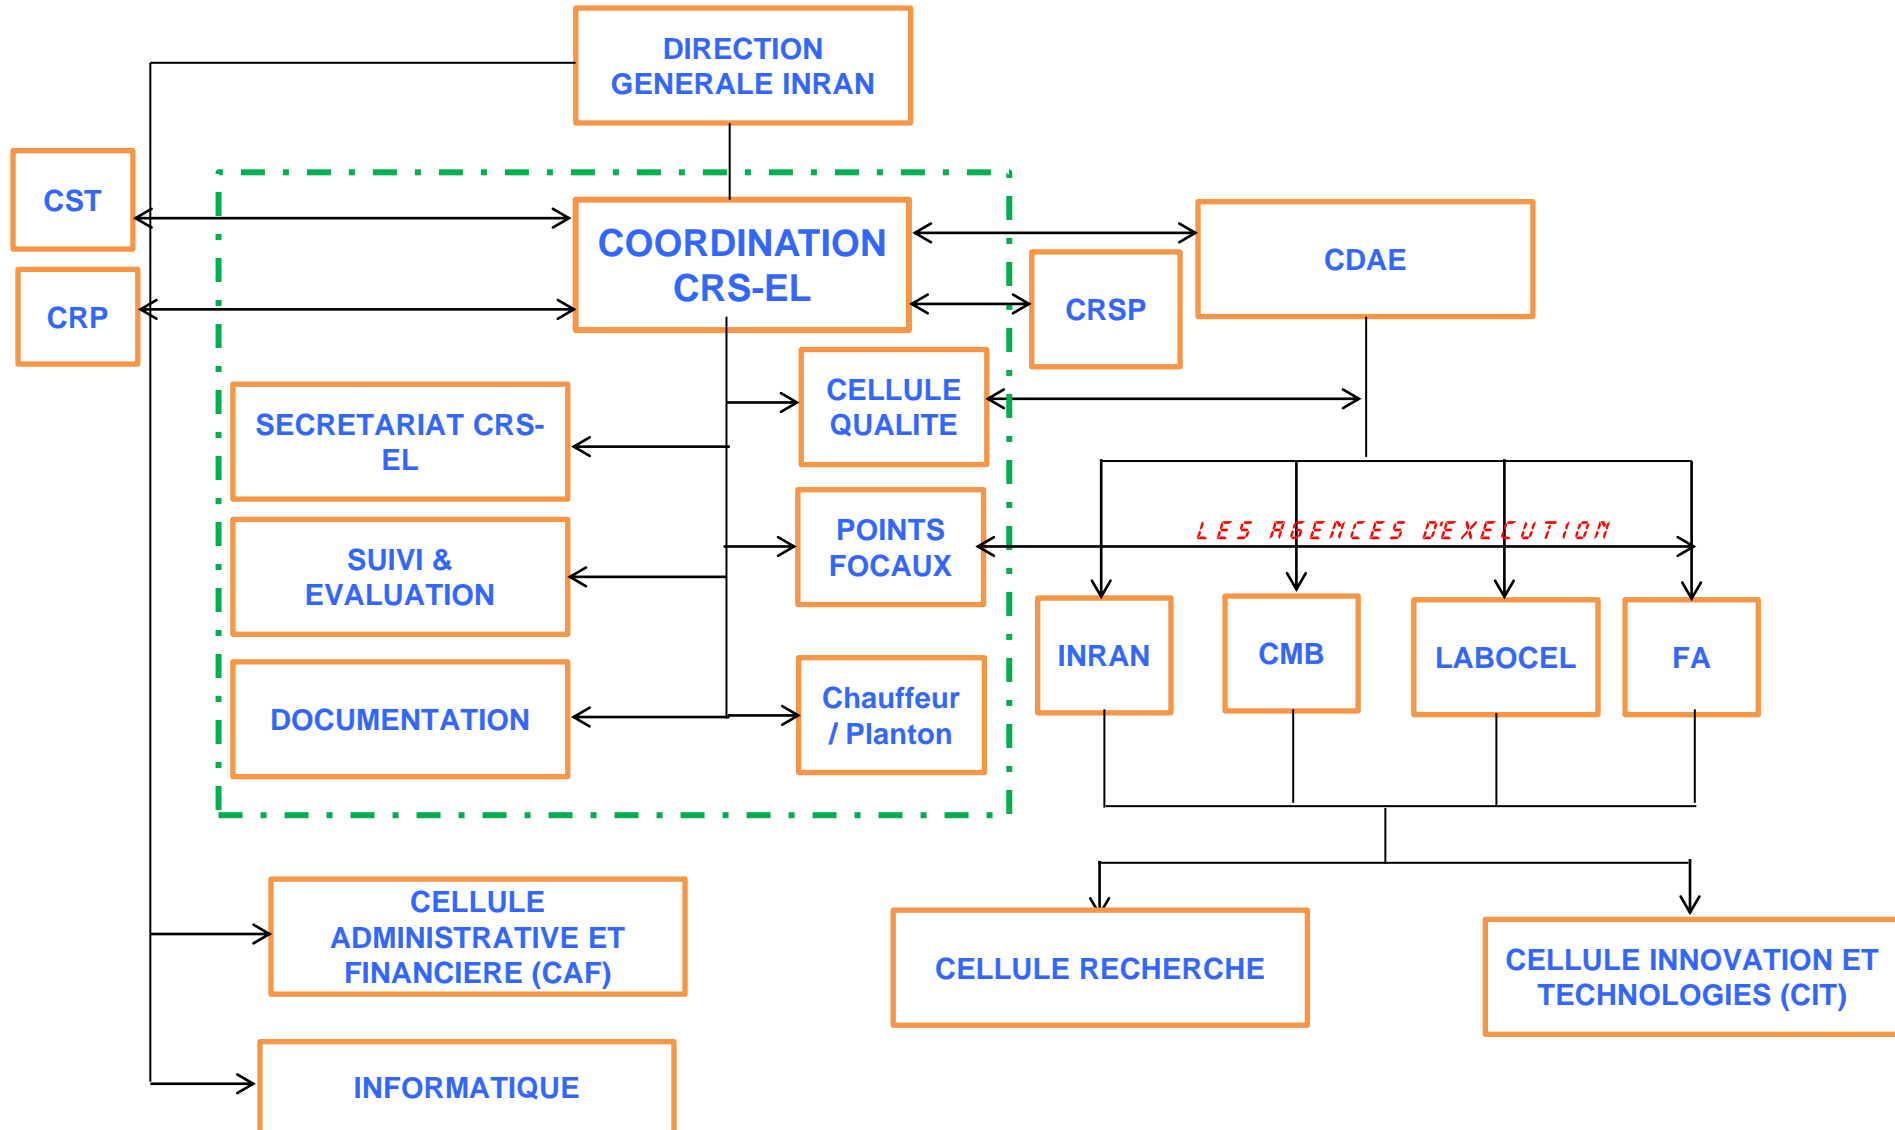 DIRECTION
GENERALE INRAN
CST
COORDINATION
CRS-EL
CDAE
CRP
CRSP
CELLULE
QUALITE
SECRETARIAT CRS-
EL
LES AGENCES D'EXECUTION
POINTS
FOCAUX
SUIVI &
EVALUATION
INRAN
CMB
LABOCEL
FA
DOCUMENTATION
Chauffeur
/ Planton
CELLULE
ADMINISTRATIVE ET
FINANCIERE (CAF)
CELLULE RECHERCHE
CELLULE INNOVATION ET
TECHNOLOGIES (CIT)
INFORMATIQUE